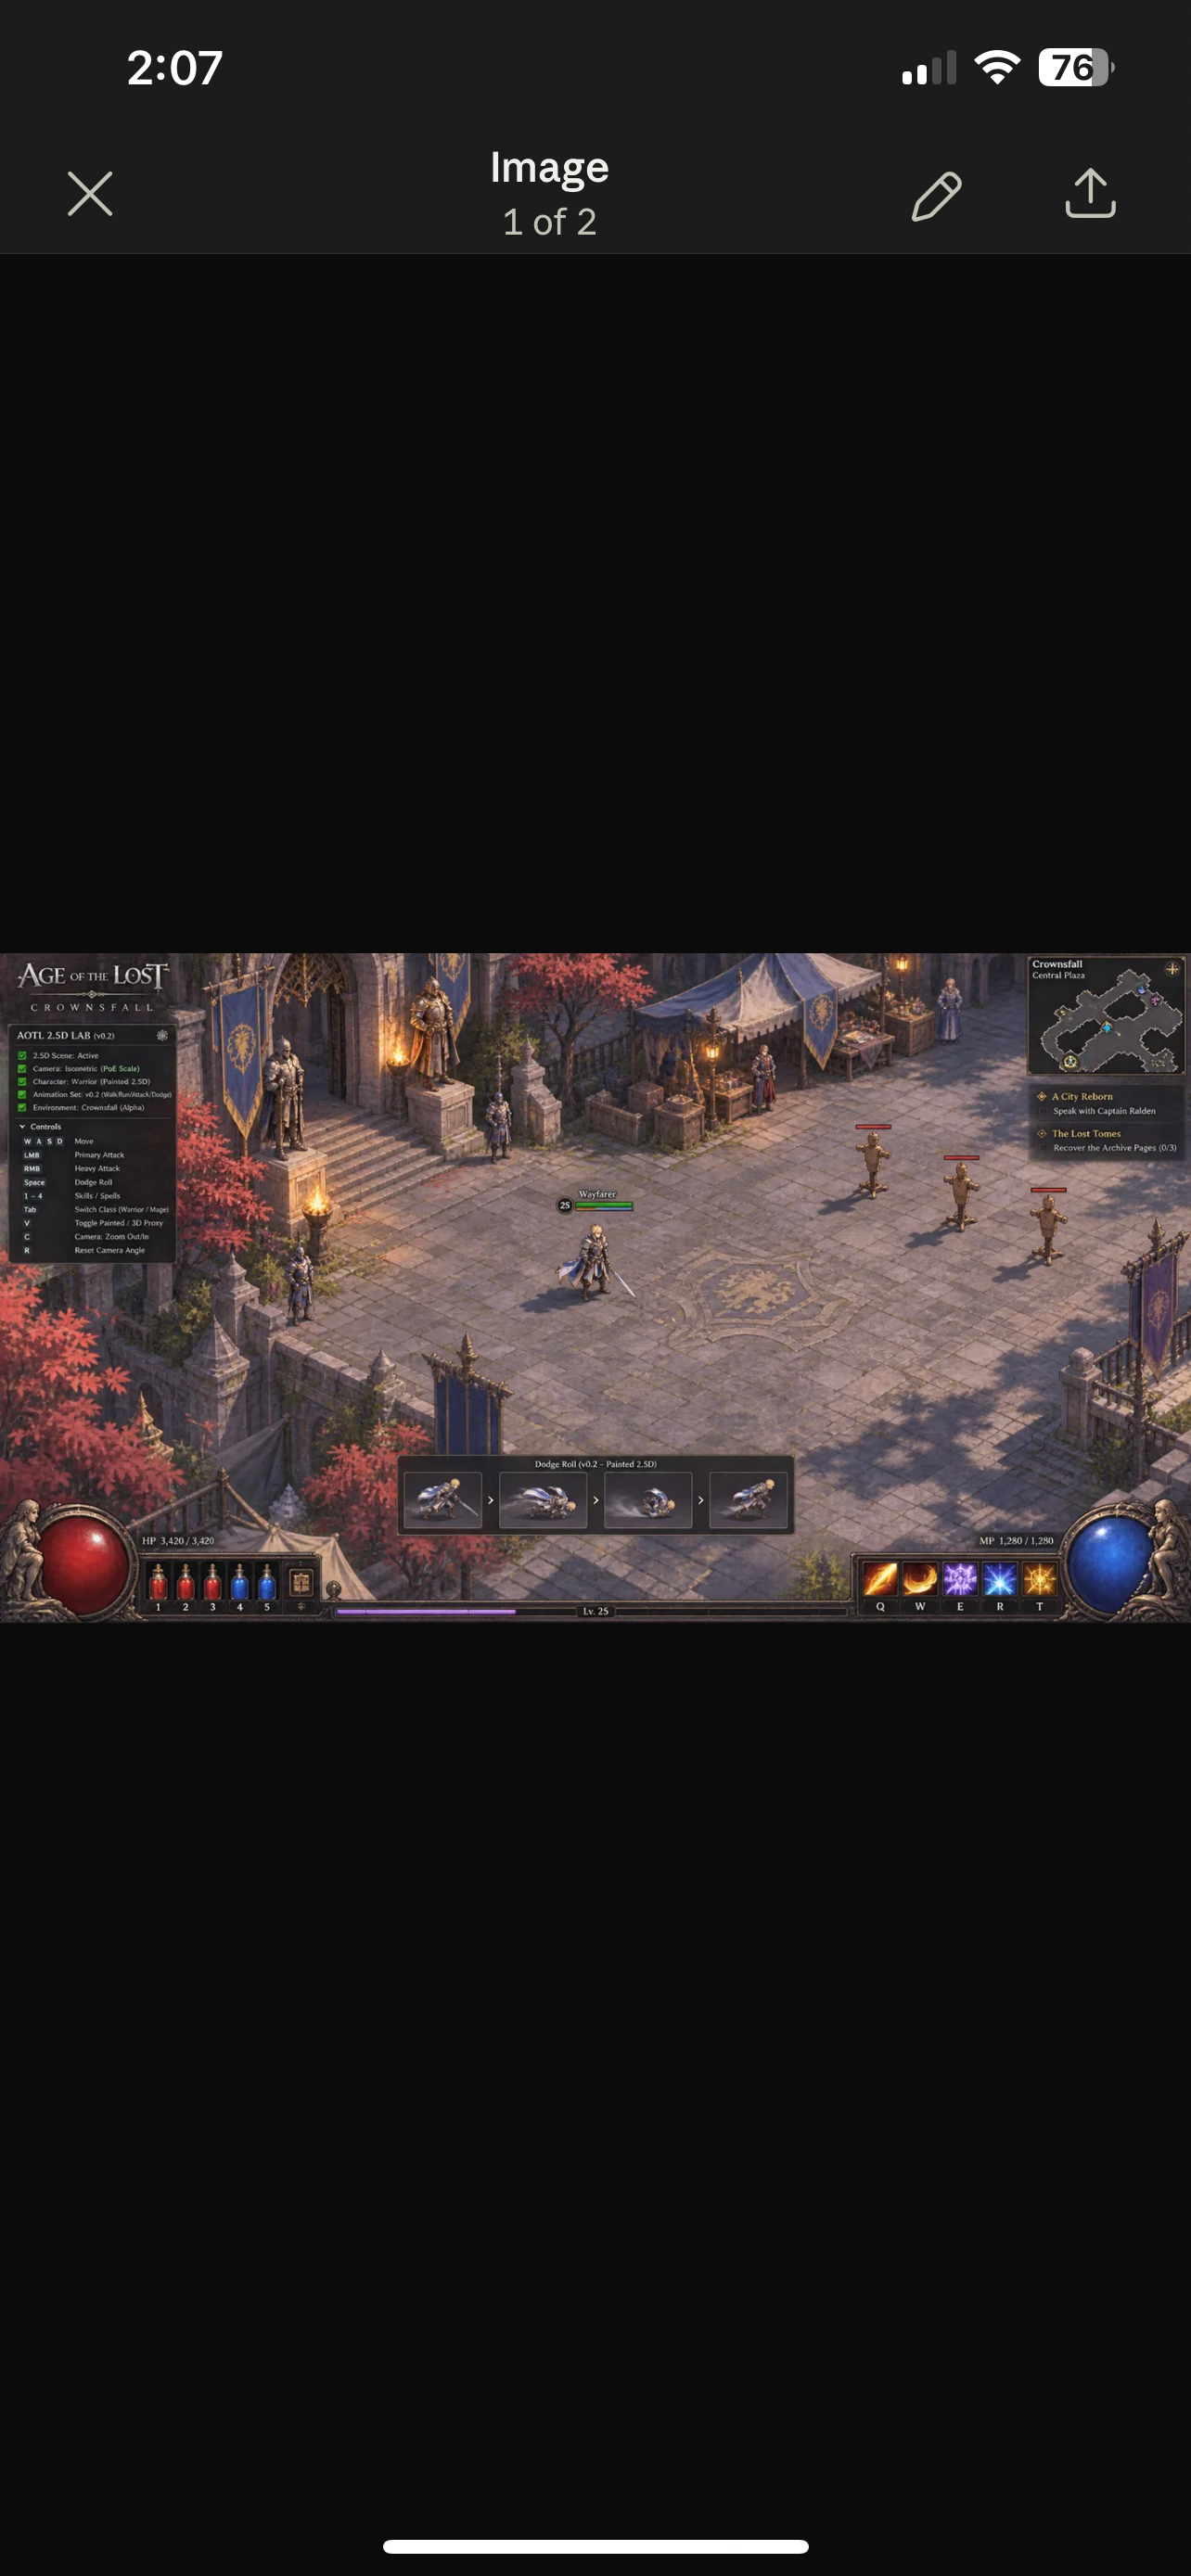 2:07
76
Image
1 of 2
AGE OF THE LOST
CROWNSFALL
AOTL 2.5D LAB (v0.2)
2.5D Scene: Active
Camera: Isometric (PoE Scale)
Character: Warrior (Painted 2.5D)
Animation Set: v0.2 (Walk/Run/Attack/Dodge)
Environment: Crownsfall (Alpha)
Controls
W A S D Move
LMB Primary Attack
RMB Heavy Attack
Space Dodge Roll
1 – 4 Skills / Spells
Tab Switch Class (Warrior / Mage)
V Toggle Painted / 3D Proxy
C Camera: Zoom Out/In
R Reset Camera Angle
Crownsfall
Central Plaza
A City Reborn
Speak with Captain Ralden
The Lost Tomes
Recover the Archive Pages (0/3)
Wayfarer
25
Dodge Roll (v0.2 – Painted 2.5D)
HP 3,420 / 3,420
MP 1,280 / 1,280
1 2 3 4 5
Lv. 25
Q W E R T